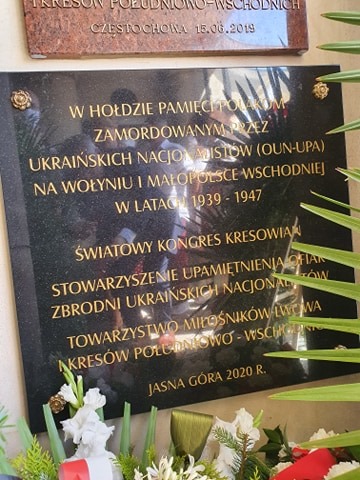 I KRESÓW POŁUDNIOWO-WSCHODNICH
CZĘSTOCHOWA 15.06.2019
W HOŁDZIE PAMIĘCI POLAKOM
ZAMORDOWANYM PRZEZ
UKRAIŃSKICH NACJONALISTÓW (OUN-UPA)
NA WOŁYNIU I MAŁOPOLSCE WSCHODNIEJ
W LATACH 1939 - 1947
ŚWIATOWY KONGRES KRESOWIAN
STOWARZYSZENIE UPAMIĘTNIENIA OFIAR
ZBRODNI UKRAIŃSKICH NACJONALISTÓW
TOWARZYSTWO MIŁOŚNIKÓW LWOWA
I KRESÓW POŁUDNIOWO - WSCHODNICH
JASNA GÓRA 2020 R.